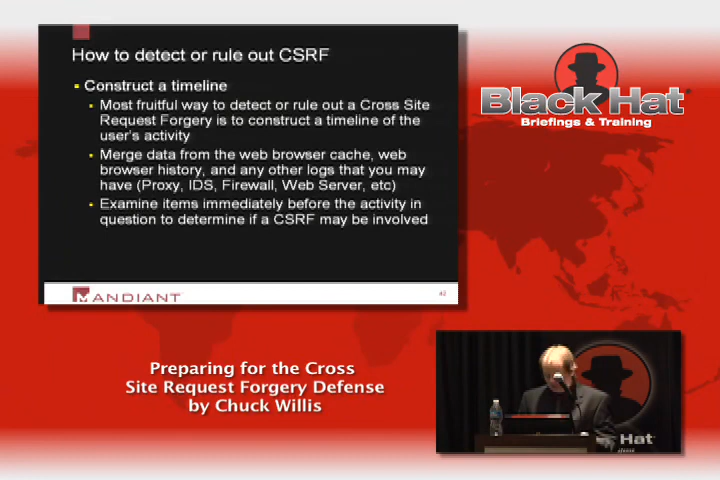 How to detect or rule out CSRF
Construct a timeline
Most fruitful way to detect or rule out a Cross Site
Request Forgery is to construct a timeline of the
user's activity
Merge data from the web browser cache, web
browser history, and any other logs that you may
have (Proxy, IDS, Firewall, Web Server, etc)
Examine items immediately before the activity in
question to determine if a CSRF may be involved
MANDIANT
42
Black Hat
Briefings & Training
Preparing for the Cross
Site Request Forgery Defense
by Chuck Willis
Hat